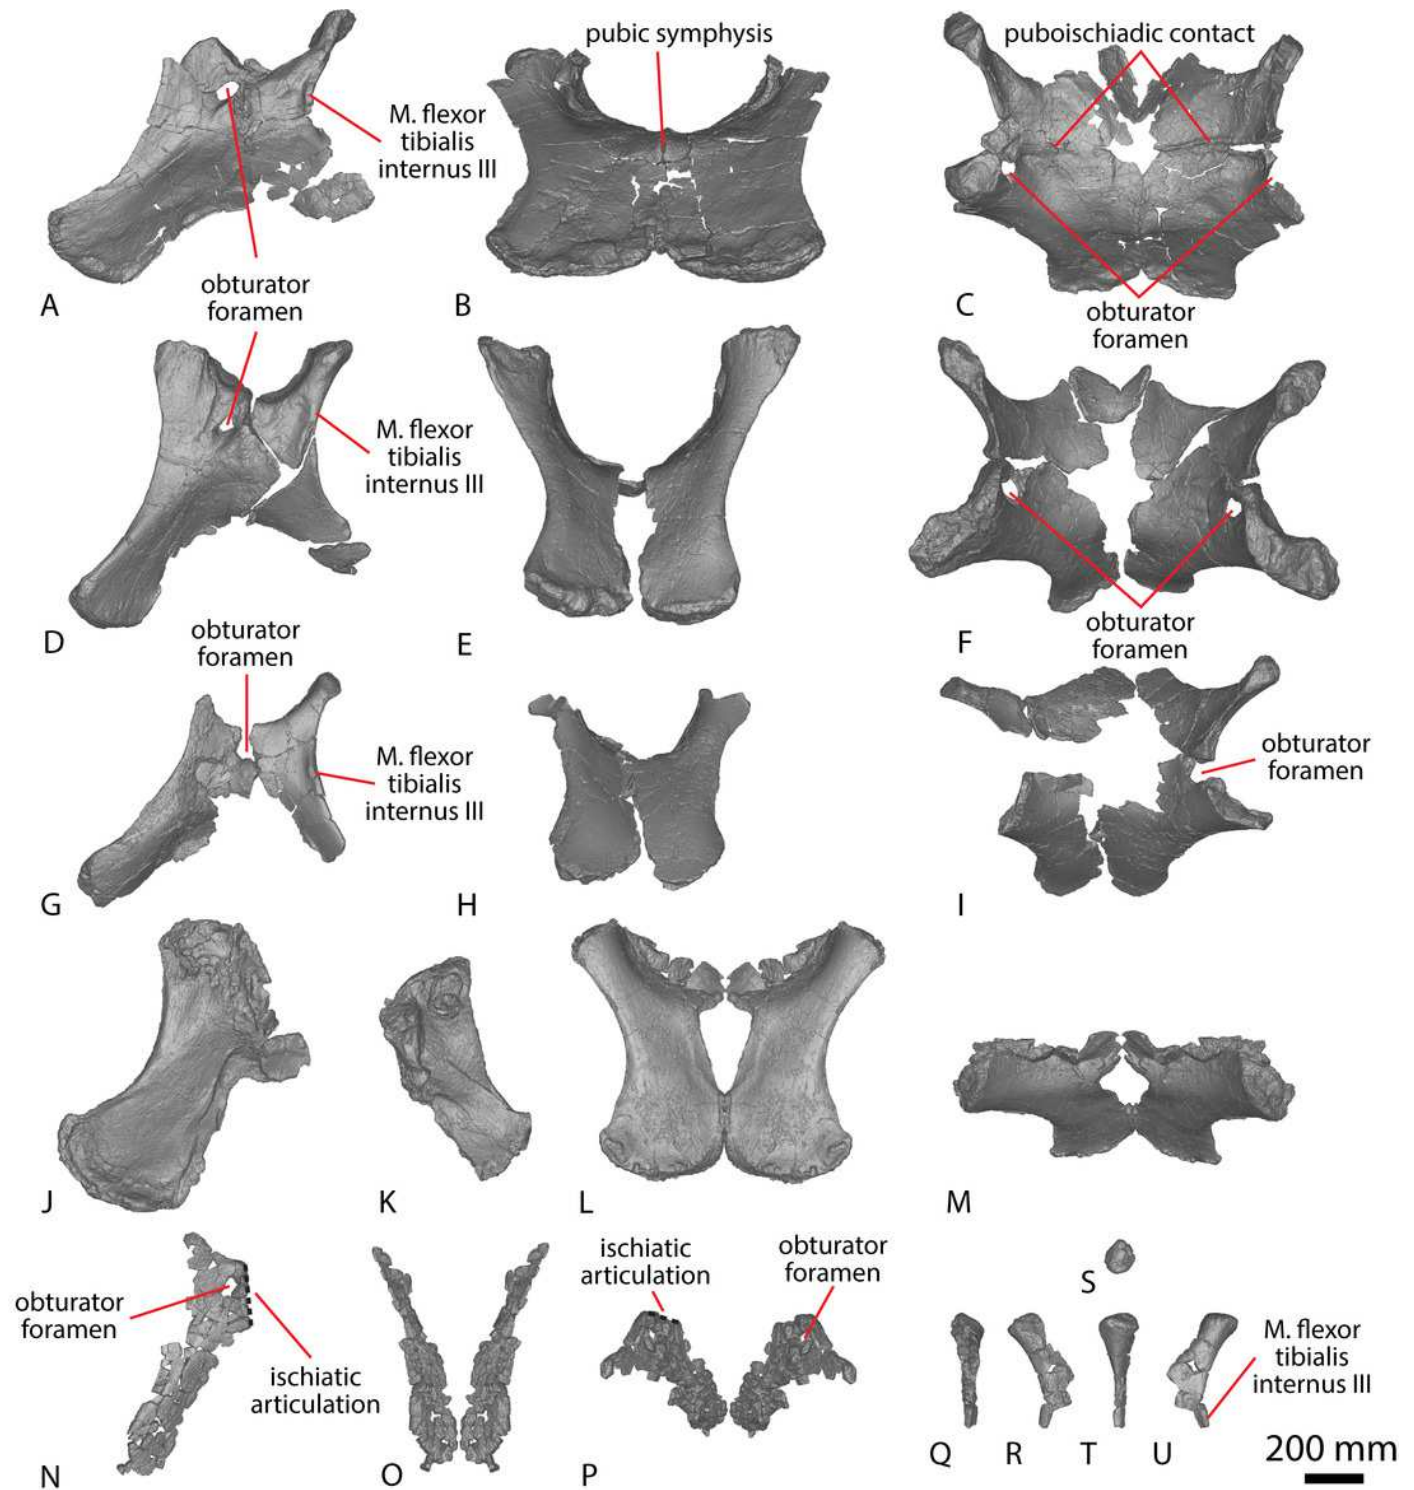 pubic symphysis
puboischiadic contact
M. flexor
tibialis
internus III
obturator
foramen
A
B
C
obturator
foramen
M. flexor
tibialis
internus III
D
E
F
obturator
foramen
obturator
foramen
M. flexor
tibialis
internus III
obturator
foramen
G
H
I
J
K
L
M
ischiatic
articulation
obturator
foramen
S
obturator
foramen
ischiatic
articulation
M. flexor
tibialis
internus III
N
O
P
Q
R
T
U
200 mm